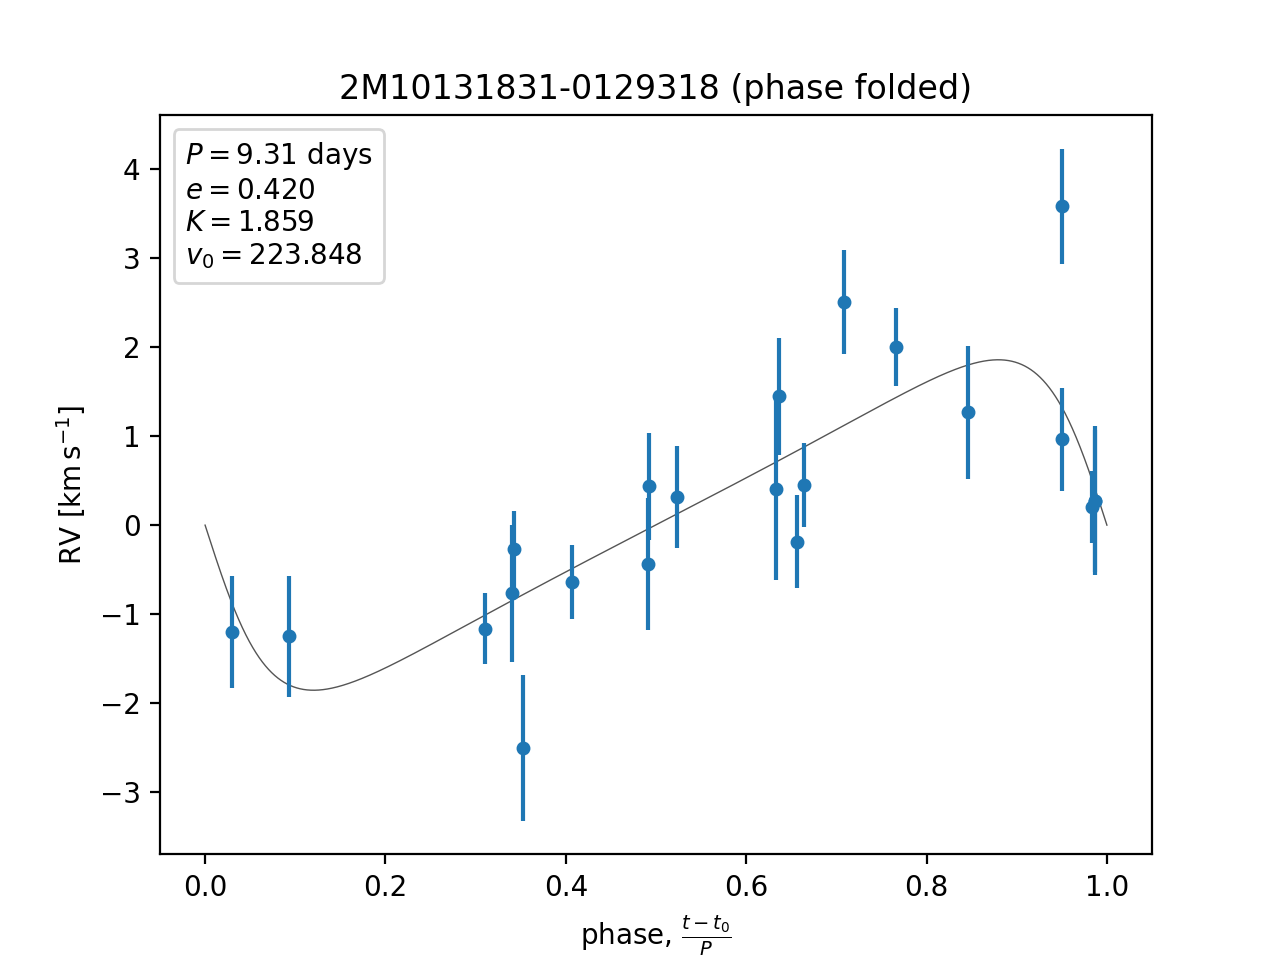 2M10131831-0129318 (phase folded)
P = 9.31 days
e = 0.420
K = 1.859
v₀ = 223.848
4
3
2
1
0
−1
−2
−3
RV [km s⁻¹]
0.0 0.2 0.4 0.6 0.8 1.0
phase, (t − t₀)/P